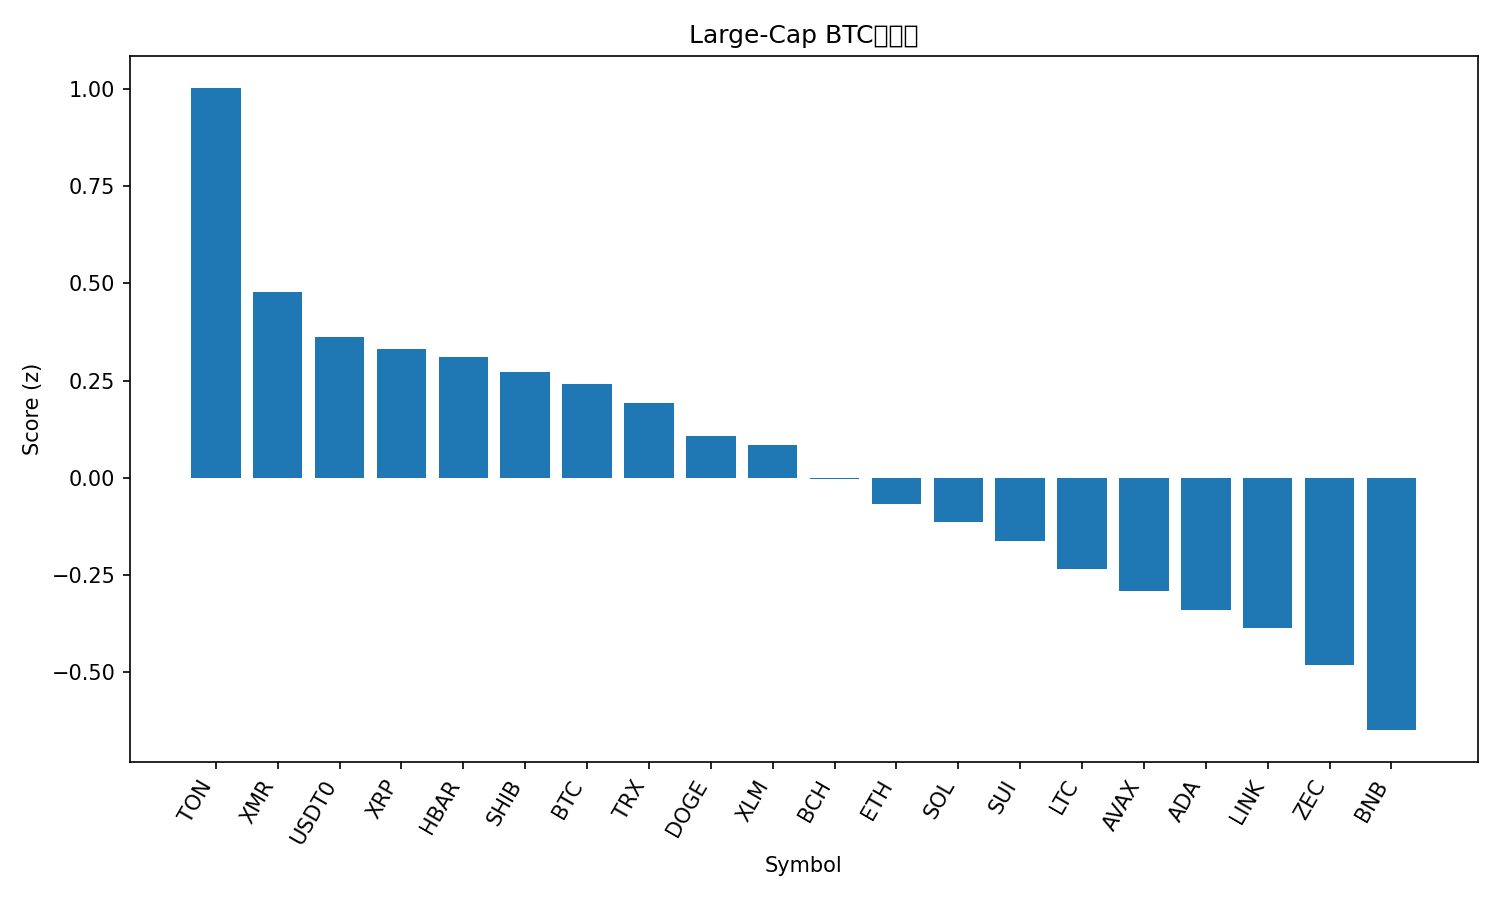 Large-Cap BTC
Score (z)
1.00
0.75
0.50
0.25
0.00
−0.25
−0.50
TON
XMR
USDT0
XRP
HBAR
SHIB
BTC
TRX
DOGE
XLM
BCH
ETH
SOL
SUI
LTC
AVAX
ADA
LINK
ZEC
BNB
Symbol